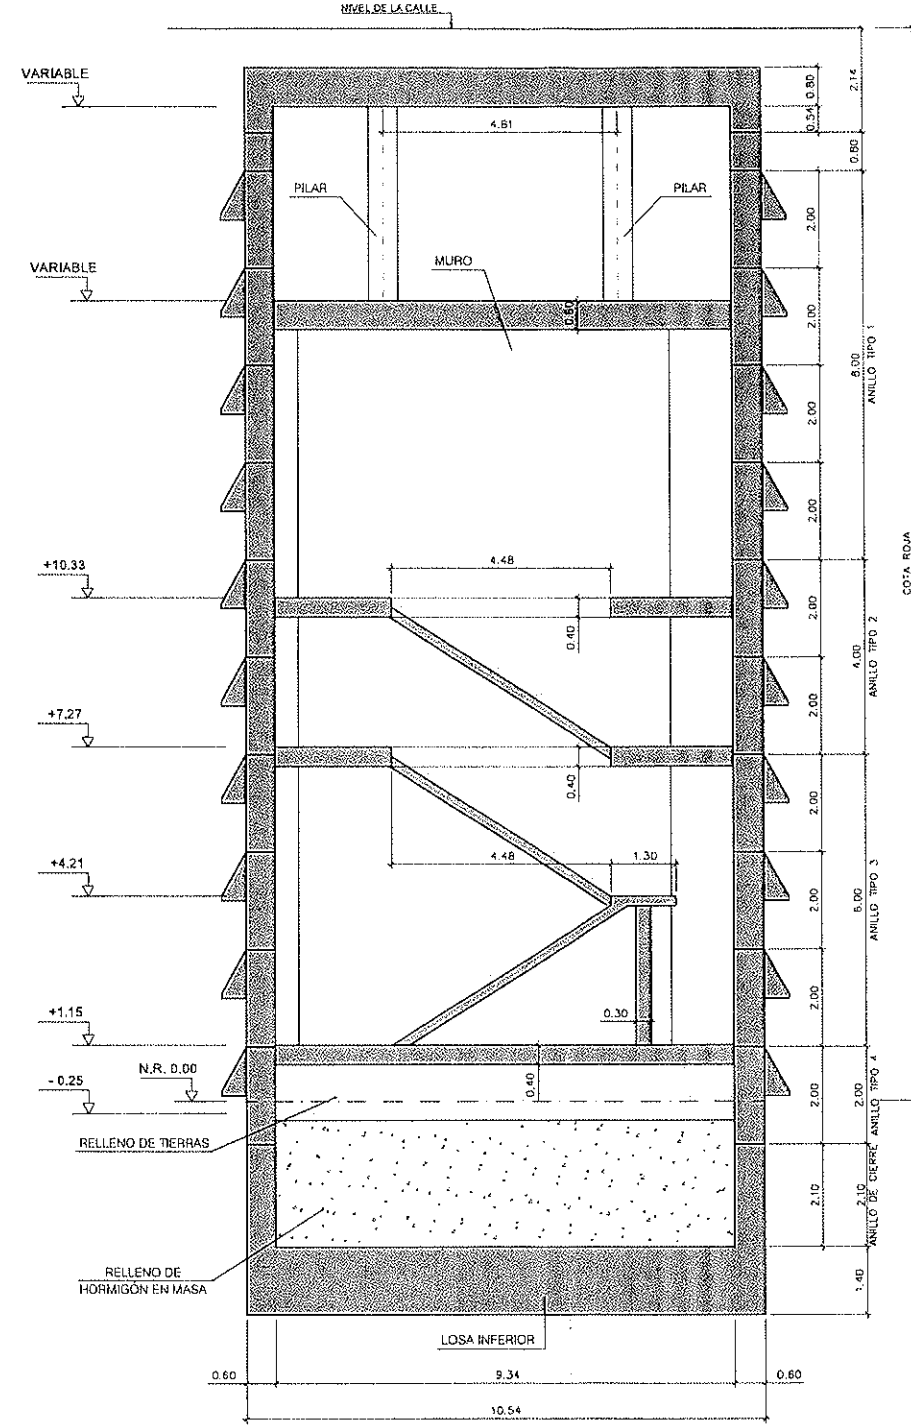 NIVEL DE LA CALLE
VARIABLE
0.80
2.14
0.54
4.61
0.80
PILAR
PILAR
2.00
VARIABLE
MURO
0.60
2.00
8.00
ANILLO TIPO 1
2.00
2.00
COTA ROJA
+10.33
4.48
0.40
2.00
4.00
ANILLO TIPO 2
2.00
+7.27
0.40
2.00
+4.21
4.48
1.30
2.00
6.00
ANILLO TIPO 3
2.00
+1.15
0.30
N.R. 0.00
0.40
2.00
2.00
ANILLO TIPO 4
- 0.25
RELLENO DE TIERRAS
2.10
2.10
ANILLO DE CIERRE
RELLENO DE
HORMIGÓN EN MASA
1.40
LOSA INFERIOR
0.60
9.34
0.60
10.54